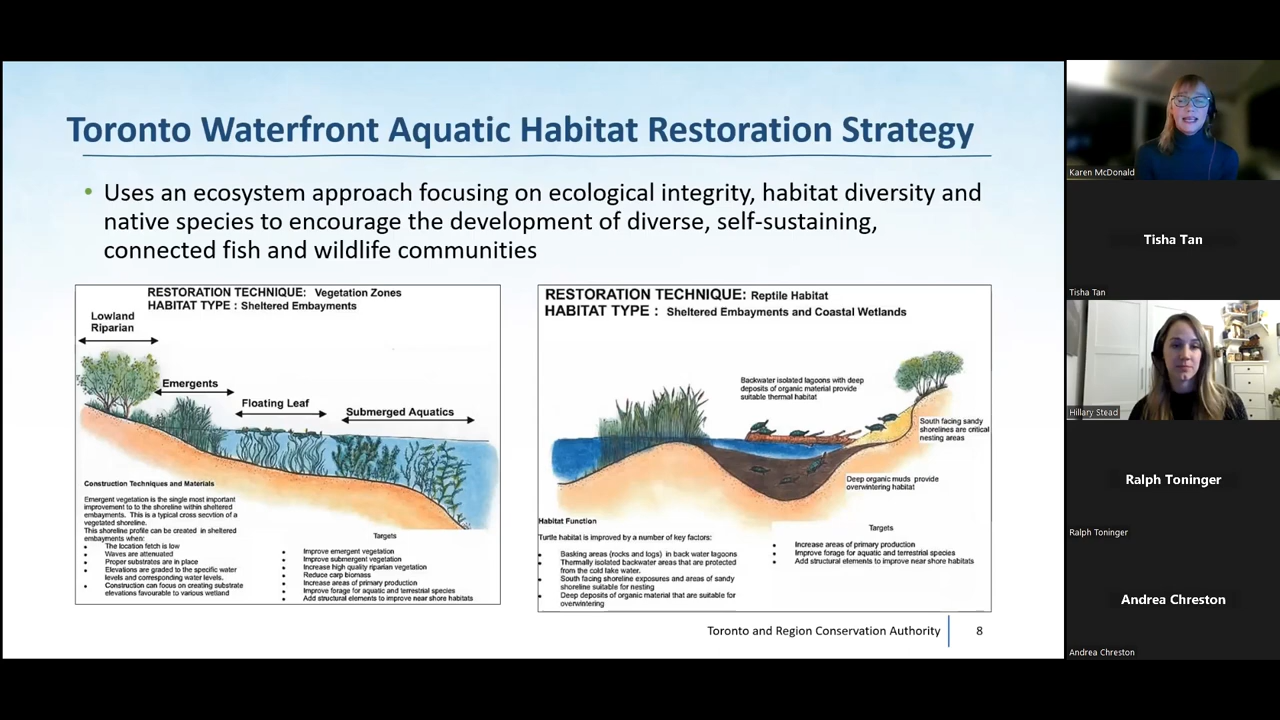 Toronto Waterfront Aquatic Habitat Restoration Strategy
• Uses an ecosystem approach focusing on ecological integrity, habitat diversity and
native species to encourage the development of diverse, self-sustaining,
connected fish and wildlife communities
RESTORATION TECHNIQUE: Vegetation Zones
HABITAT TYPE : Sheltered Embayments
Lowland
Riparian
Emergents
Floating Leaf
Submerged Aquatics
Construction Techniques and Materials
Emergent vegetation is the single most important
improvement to to the shoreline within sheltered
embayments. This is a typical cross secvtion of a
vegetated shoreline.
This shoreline profile can be created in sheltered
embayments when:
• The location fetch is low
• Waves are attenuated
• Proper substrates are in place
• Elevations are graded to the specific water
levels and corresponding water levels.
• Construction can focus on creating substrate
elevations favourable to various wetland
Targets
• Improve emergent vegetation
• Improve submergent vegetation
• Increase high quality riparian vegetation
• Reduce carp biomass
• Increase areas of primary production
• Improve forage for aquatic and terrestrial species
• Add structural elements to improve near shore habitats
RESTORATION TECHNIQUE: Reptile Habitat
HABITAT TYPE : Sheltered Embayments and Coastal Wetlands
Backwater isolated lagoons with deep
deposits of organic material provide
suitable thermal habitat
South facing sandy
shorelines are critical
nesting areas
Deep organic muds provide
overwintering habitat
Habitat Function
Turtle habitat is improved by a number of key factors:
• Basking areas (rocks and logs) in back water lagoons
• Thermally isolated backwater areas that are protected
from the cold lake water.
• South facing shoreline exposures and areas of sandy
shoreline suitable for nesting
• Deep deposits of organic material that are suitable for
overwintering
Targets
• Increase areas of primary production
• Improve forage for aquatic and terrestrial species
• Add structural elements to improve near shore habitats
Toronto and Region Conservation Authority
8
Karen McDonald
Tisha Tan
Tisha Tan
Hillary Stead
Ralph Toninger
Ralph Toninger
Andrea Chreston
Andrea Chreston